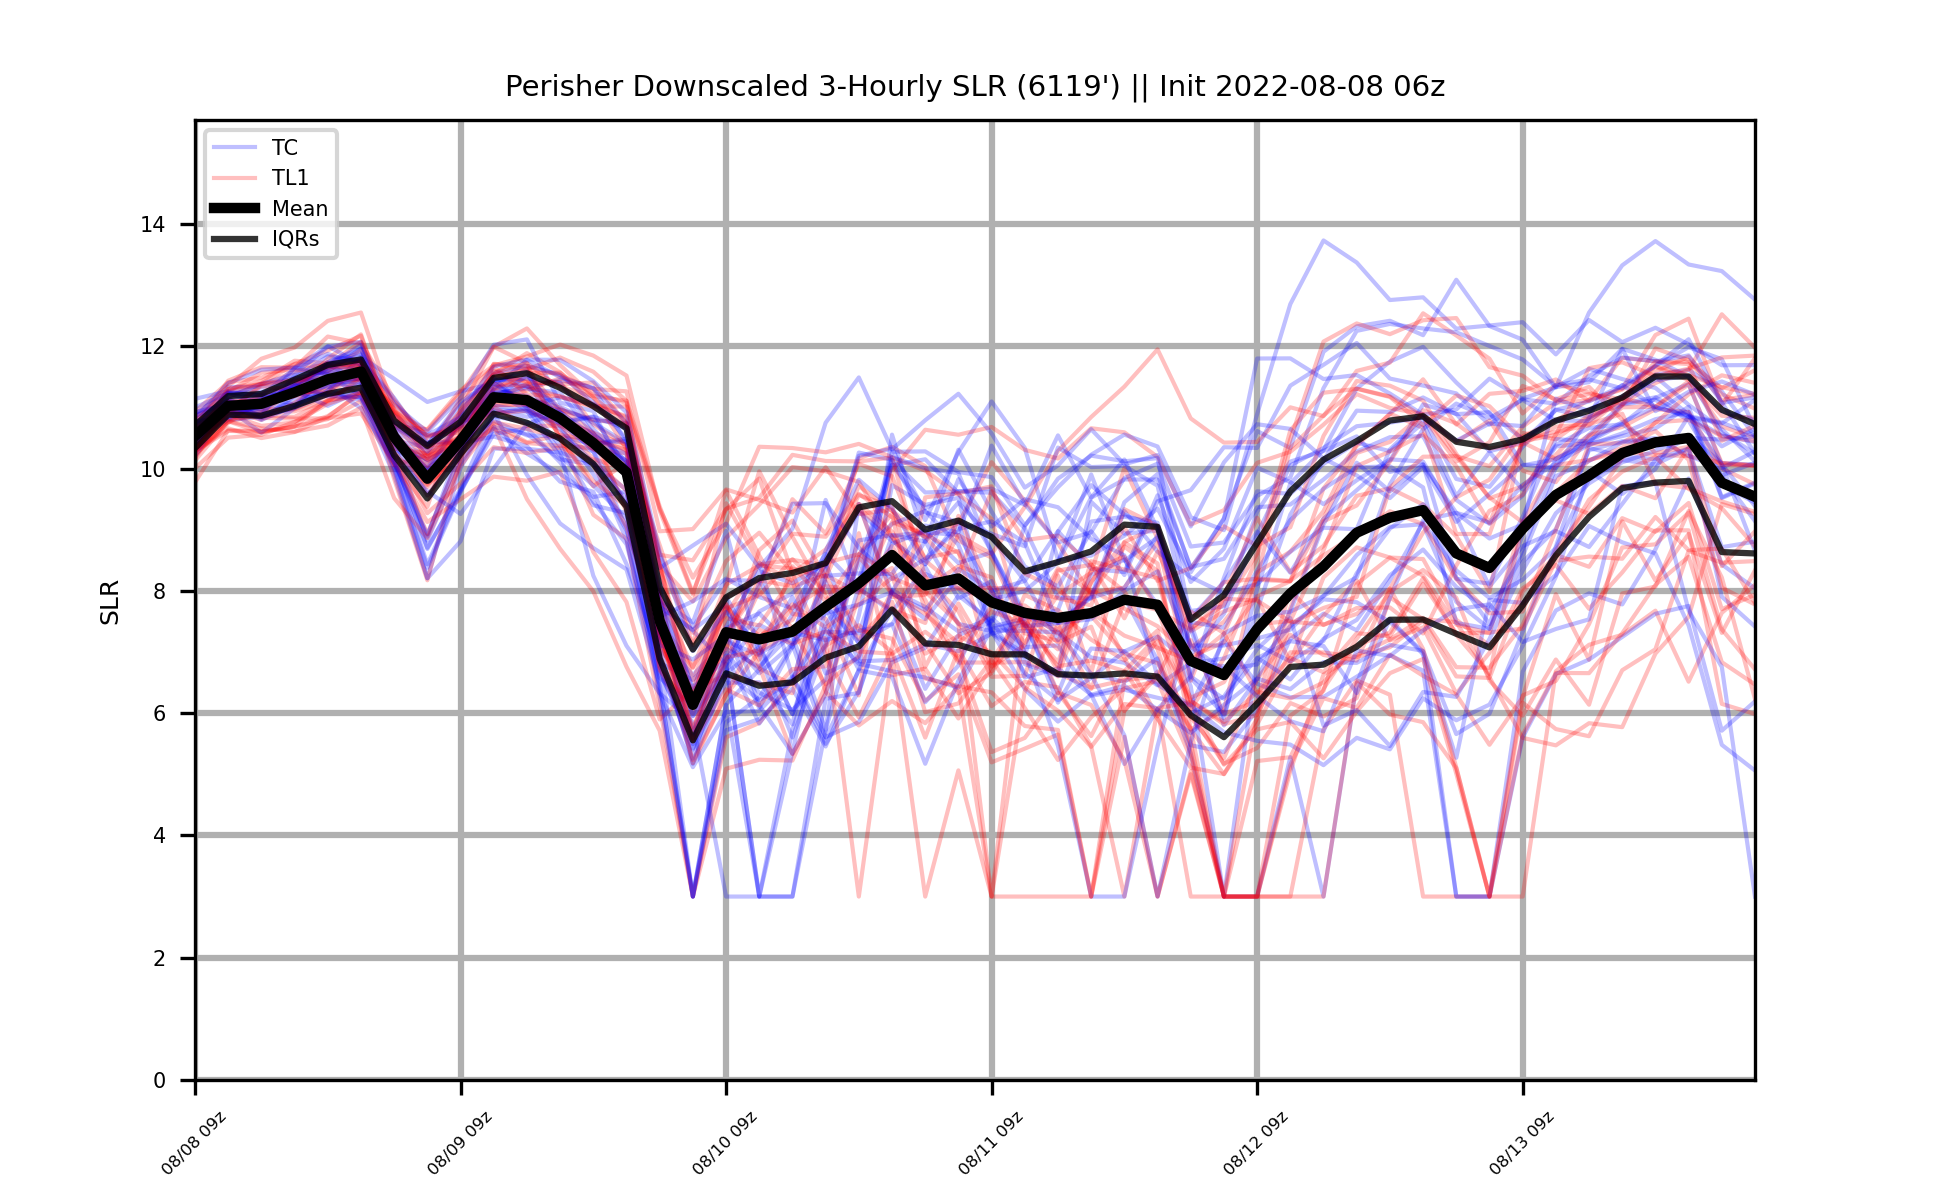 Perisher Downscaled 3-Hourly SLR (6119') || Init 2022-08-08 06z
TC
TL1
Mean
IQRs
SLR
14
12
10
8
6
4
2
0
08/08 09z
08/09 09z
08/10 09z
08/11 09z
08/12 09z
08/13 09z